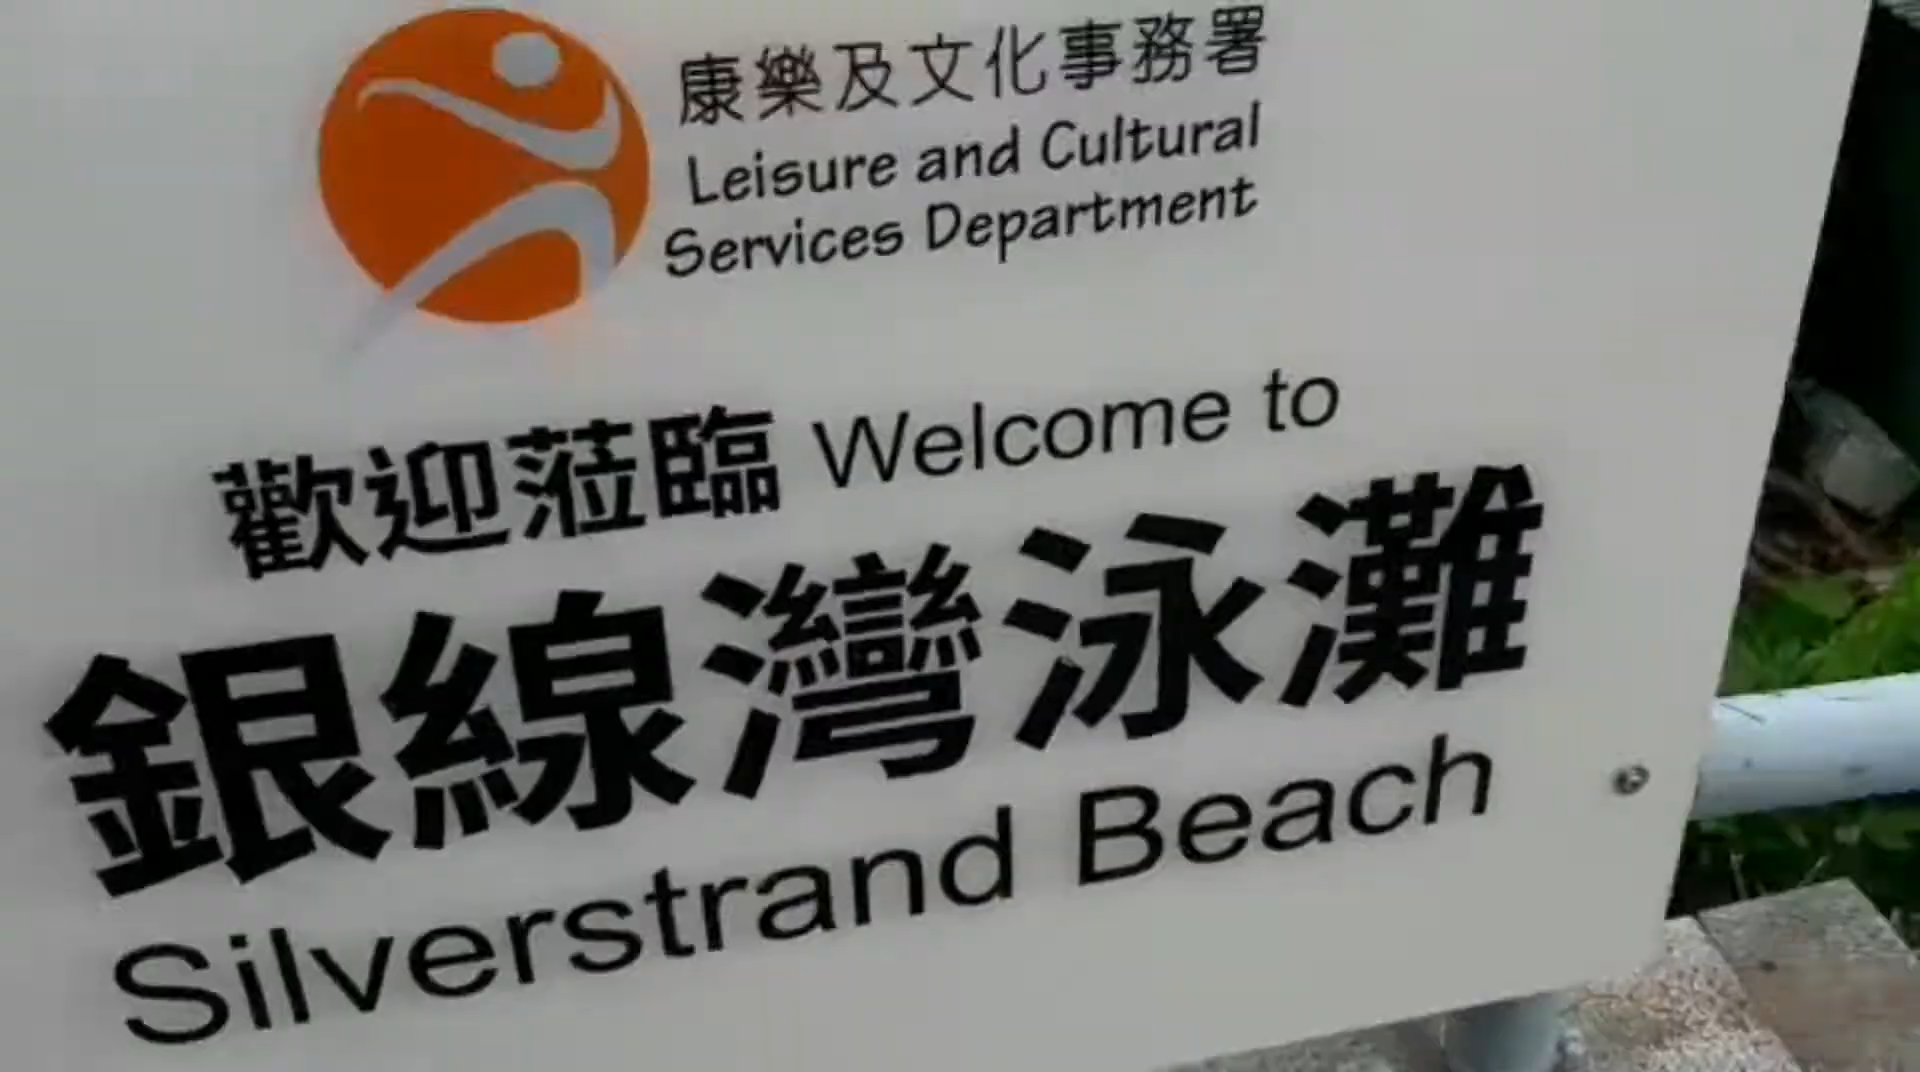 康樂及文化事務署
Leisure and Cultural
Services Department
歡迎蒞臨 Welcome to
銀線灣泳灘
Silverstrand Beach